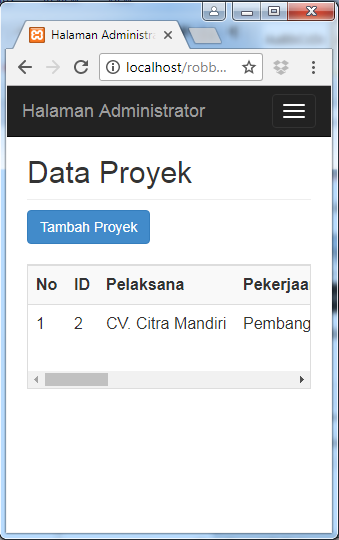 Halaman Administra
localhost/robb...
Halaman Administrator
Data Proyek
Tambah Proyek
No ID Pelaksana Pekerjaa
1 2 CV. Citra Mandiri Pembang